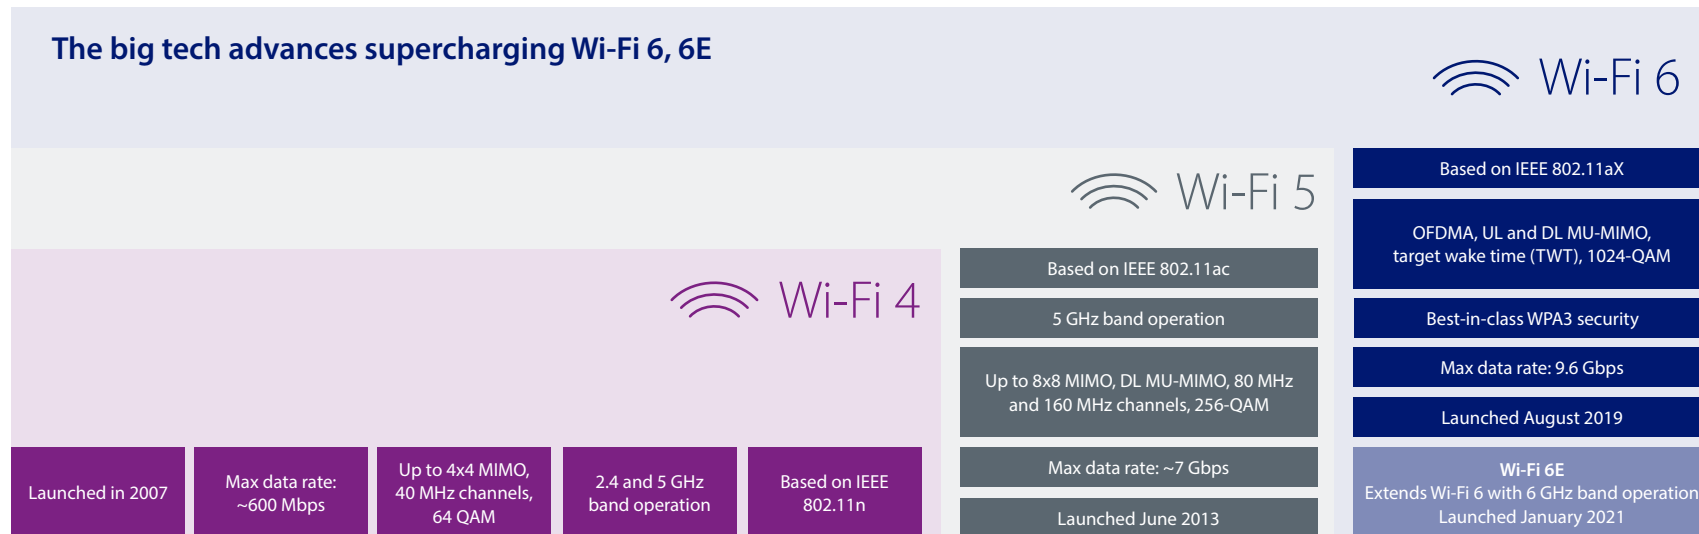 The big tech advances supercharging Wi-Fi 6, 6E
Wi-Fi 6
Based on IEEE 802.11aX
OFDMA, UL and DL MU-MIMO,
target wake time (TWT), 1024-QAM
Best-in-class WPA3 security
Max data rate: 9.6 Gbps
Launched August 2019
Wi-Fi 6E
Extends Wi-Fi 6 with 6 GHz band operation
Launched January 2021
Wi-Fi 5
Based on IEEE 802.11ac
5 GHz band operation
Up to 8x8 MIMO, DL MU-MIMO, 80 MHz
and 160 MHz channels, 256-QAM
Max data rate: ~7 Gbps
Launched June 2013
Wi-Fi 4
Launched in 2007
Max data rate:
~600 Mbps
Up to 4x4 MIMO,
40 MHz channels,
64 QAM
2.4 and 5 GHz
band operation
Based on IEEE
802.11n